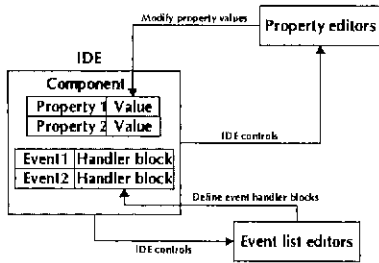 Modify property values
Property editors
IDE
Component
Property 1 Value
Property 2 Value
IDE controls
Event1 Handler block
Event2 Handler block
Define event handler blocks
IDE controls
Event list editors